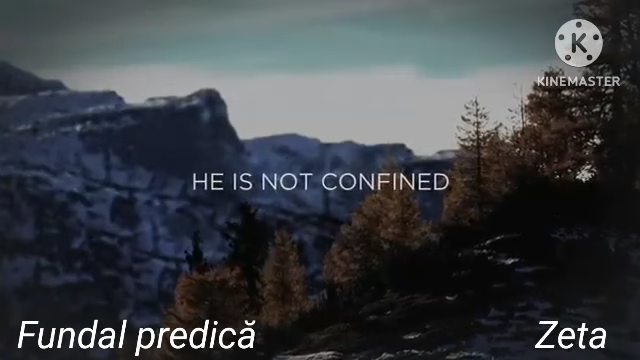 K
KINEMASTER
HE IS NOT CONFINED
Fundal predică
Zeta